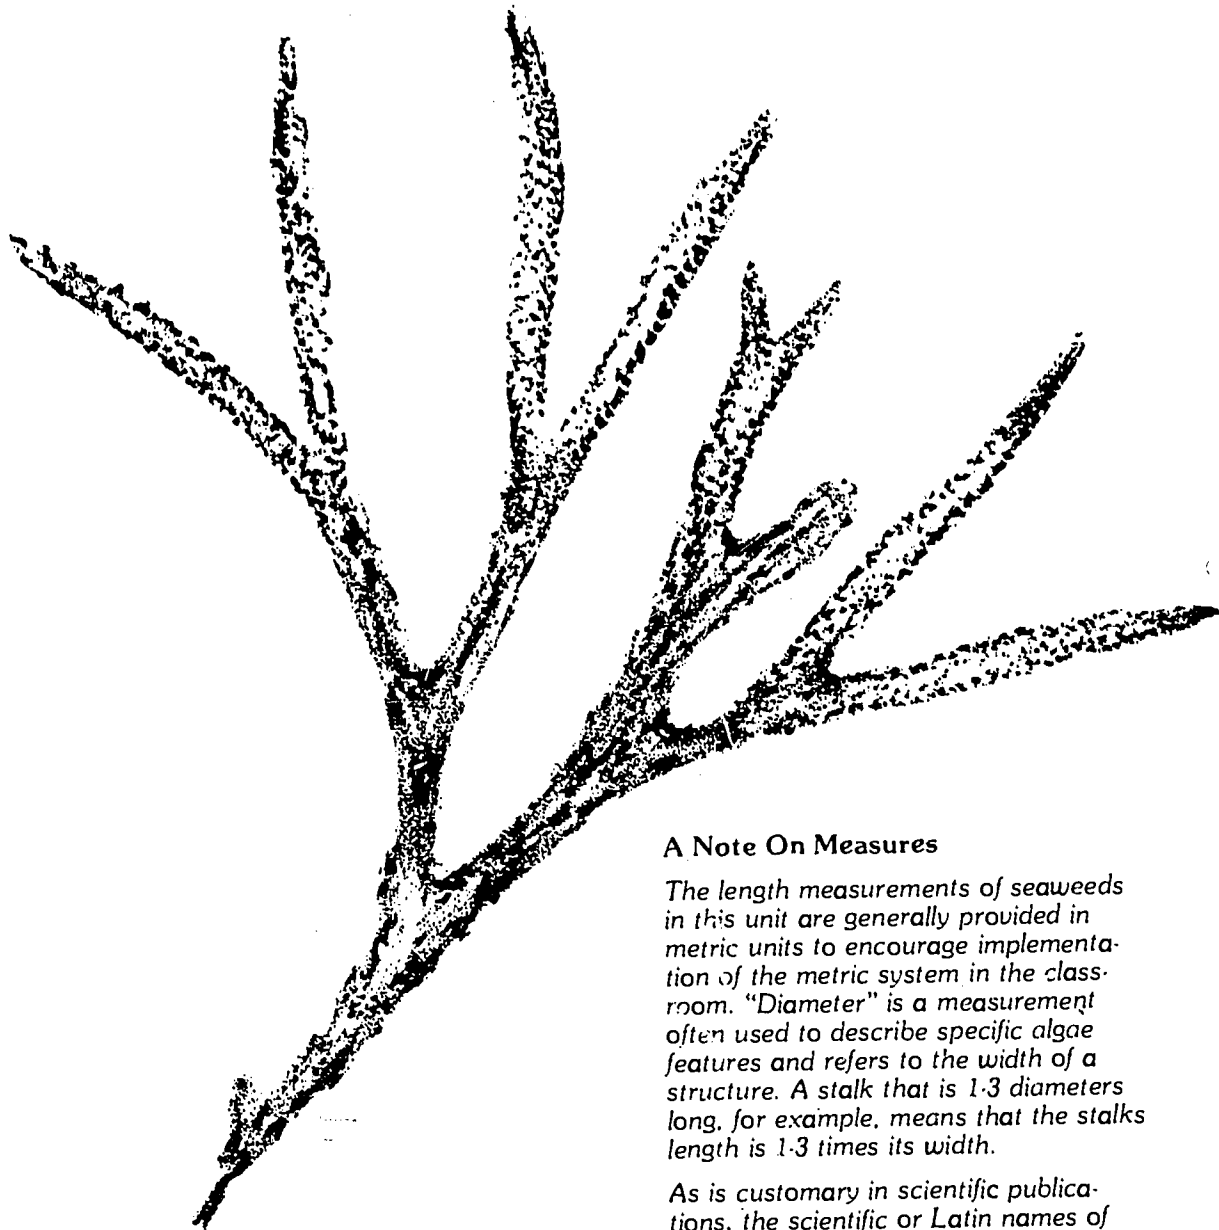 A Note On Measures
The length measurements of seaweeds
in this unit are generally provided in
metric units to encourage implementa-
tion of the metric system in the class-
room. “Diameter” is a measurement
often used to describe specific algae
features and refers to the width of a
structure. A stalk that is 1-3 diameters
long, for example, means that the stalks
length is 1-3 times its width.
As is customary in scientific publica-
tions, the scientific or Latin names of